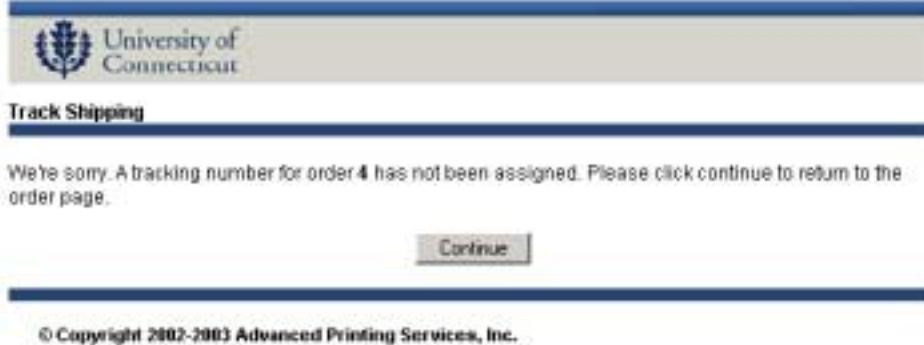 University of
Connecticut
Track Shipping
We're sorry. A tracking number for order 4 has not been assigned. Please click continue to return to the
order page.
Continue
© Copyright 2002-2003 Advanced Printing Services, Inc.